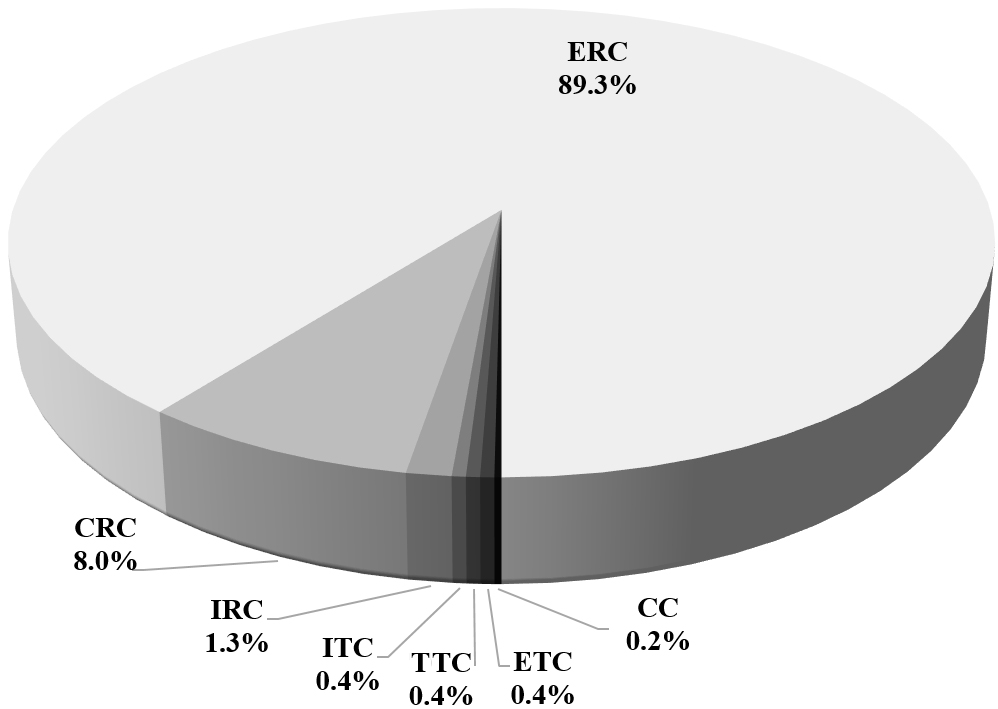 ERC
89.3%
CRC
8.0%
IRC
1.3%
ITC
0.4%
TTC
0.4%
ETC
0.4%
CC
0.2%